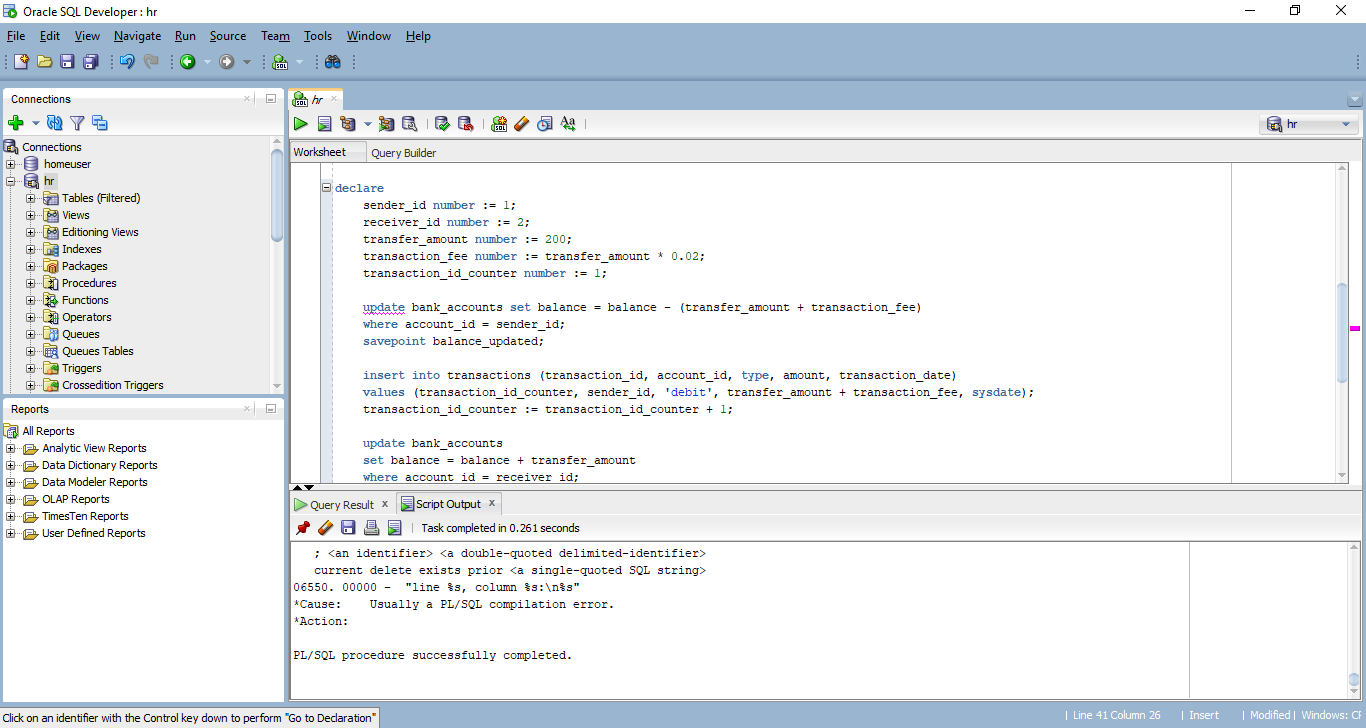 Oracle SQL Developer : hr
File Edit View Navigate Run Source Team Tools Window Help
Connections
Connections
homeuser
hr
Tables (Filtered)
Views
Editioning Views
Indexes
Packages
Procedures
Functions
Operators
Queues
Queues Tables
Triggers
Crossedition Triggers
Reports
All Reports
Analytic View Reports
Data Dictionary Reports
Data Modeler Reports
OLAP Reports
TimesTen Reports
User Defined Reports
hr
hr
Worksheet Query Builder
declare
sender_id number := 1;
receiver_id number := 2;
transfer_amount number := 200;
transaction_fee number := transfer_amount * 0.02;
transaction_id_counter number := 1;
update bank_accounts set balance = balance - (transfer_amount + transaction_fee)
where account_id = sender_id;
savepoint balance_updated;
insert into transactions (transaction_id, account_id, type, amount, transaction_date)
values (transaction_id_counter, sender_id, 'debit', transfer_amount + transaction_fee, sysdate);
transaction_id_counter := transaction_id_counter + 1;
update bank_accounts
set balance = balance + transfer_amount
where account_id = receiver_id;
Query Result x Script Output x
Task completed in 0.261 seconds
; <an identifier> <a double-quoted delimited-identifier>
current delete exists prior <a single-quoted SQL string>
06550. 00000 - "line %s, column %s:\n%s"
*Cause: Usually a PL/SQL compilation error.
*Action:
PL/SQL procedure successfully completed.
Click on an identifier with the Control key down to perform "Go to Declaration"
| Line 41 Column 26 | Insert | Modified | Windows: CF